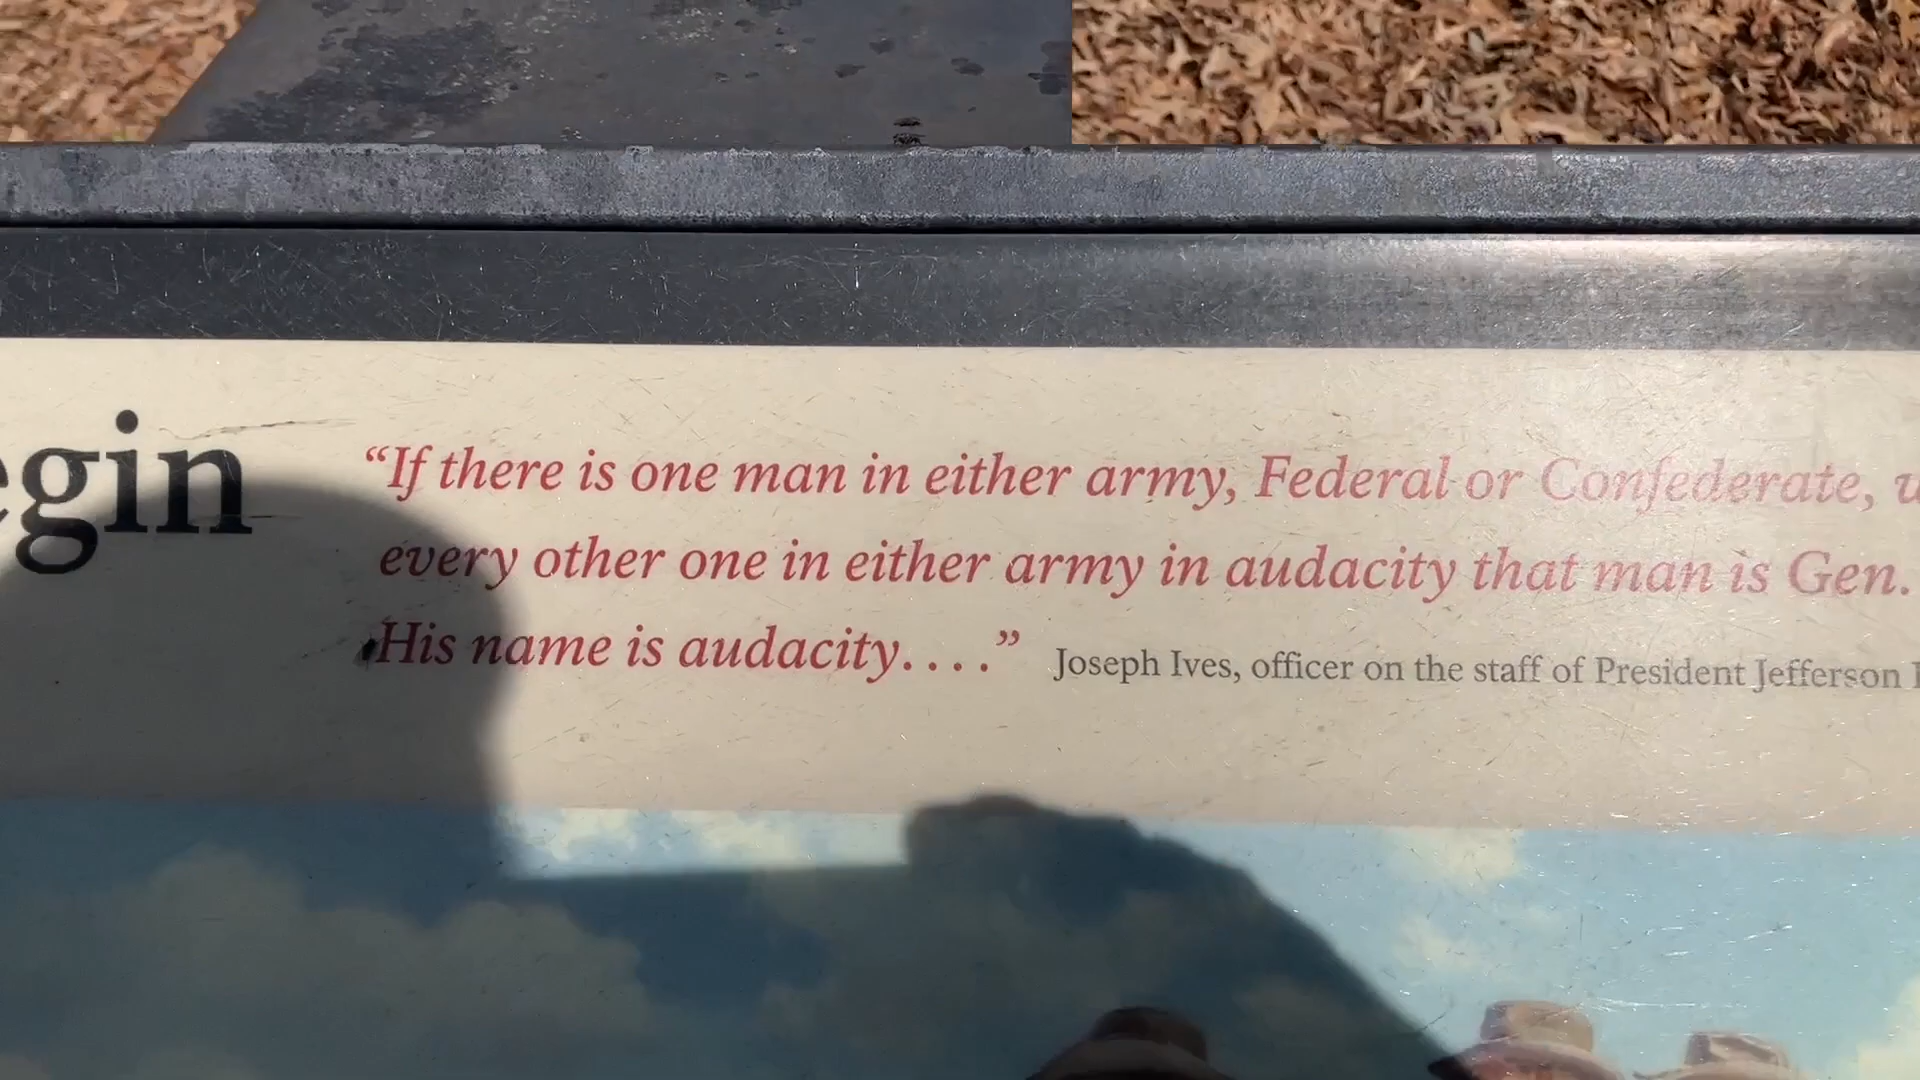 egin
“If there is one man in either army, Federal or Confederate,
every other one in either army in audacity that man is Gen.
His name is audacity....”
Joseph Ives, officer on the staff of President Jefferson